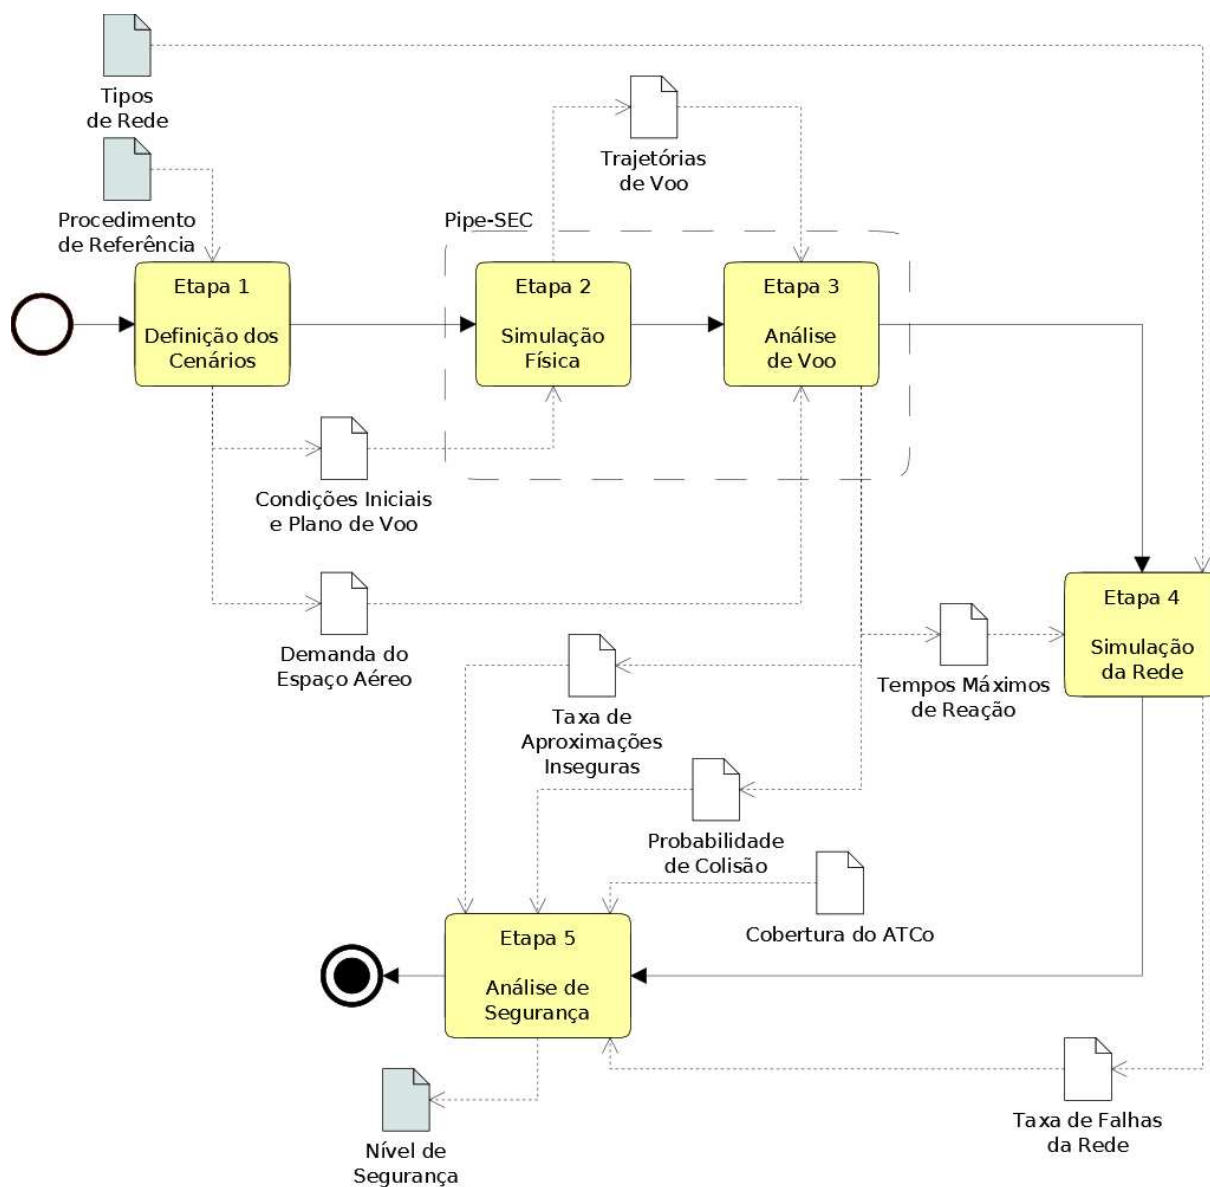 Tipos
de Rede
Trajetórias
de Voo
Procedimento
de Referência
Pipe-SEC
Etapa 1
Definição dos
Cenários
Etapa 2
Simulação
Física
Etapa 3
Análise
de Voo
Condições Iniciais
e Plano de Voo
Demanda do
Espaço Aéreo
Etapa 4
Simulação
da Rede
Tempos Máximos
de Reação
Taxa de
Aproximações
Inseguras
Probabilidade
de Colisão
Cobertura do ATCo
Etapa 5
Análise de
Segurança
Taxa de Falhas
da Rede
Nível de
Segurança